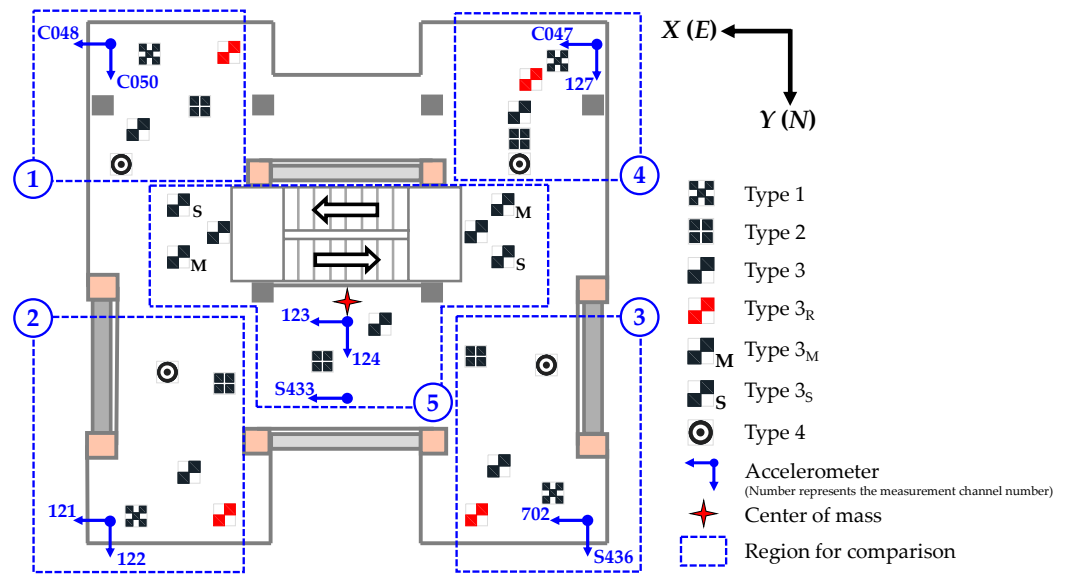 C048
C050
C047
127
X (E)
Y (N)
1
4
S
M
M
S
2
3
123
124
S433
5
121
122
702
S436
Type 1
Type 2
Type 3
Type 3R
M
Type 3M
S
Type 3S
Type 4
Accelerometer
(Number represents the measurement channel number)
Center of mass
Region for comparison